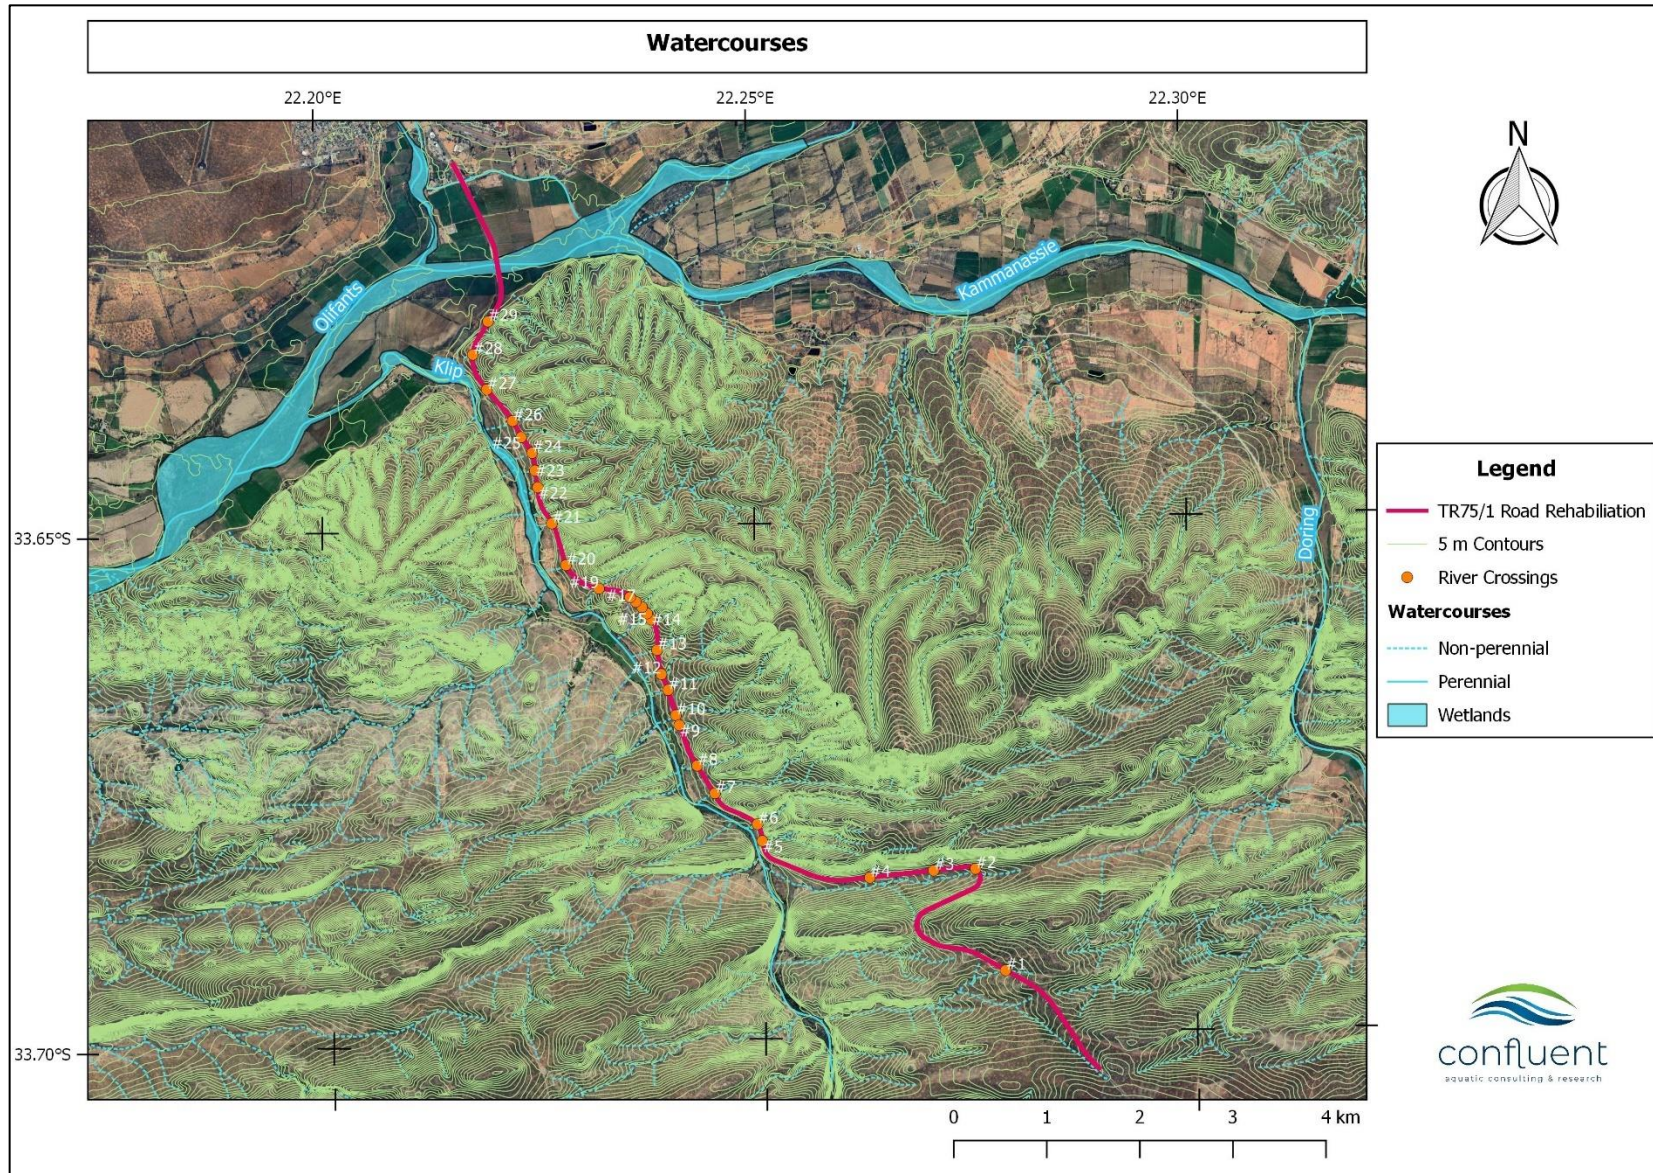 Watercourses
22.20°E
22.25°E
22.30°E
N
33.65°S
33.70°S
Olifants
Kammanassie
Klip
Doring
#29
#28
#27
#26
#25
#24
#23
#22
#21
#20
#19
#17
#15
#14
#13
#12
#11
#10
#9
#8
#7
#6
#5
#4
#3
#2
#1
Legend
TR75/1 Road Rehabiliation
5 m Contours
River Crossings
Watercourses
Non-perennial
Perennial
Wetlands
confluent
aquatic consulting & research
0 1 2 3 4 km